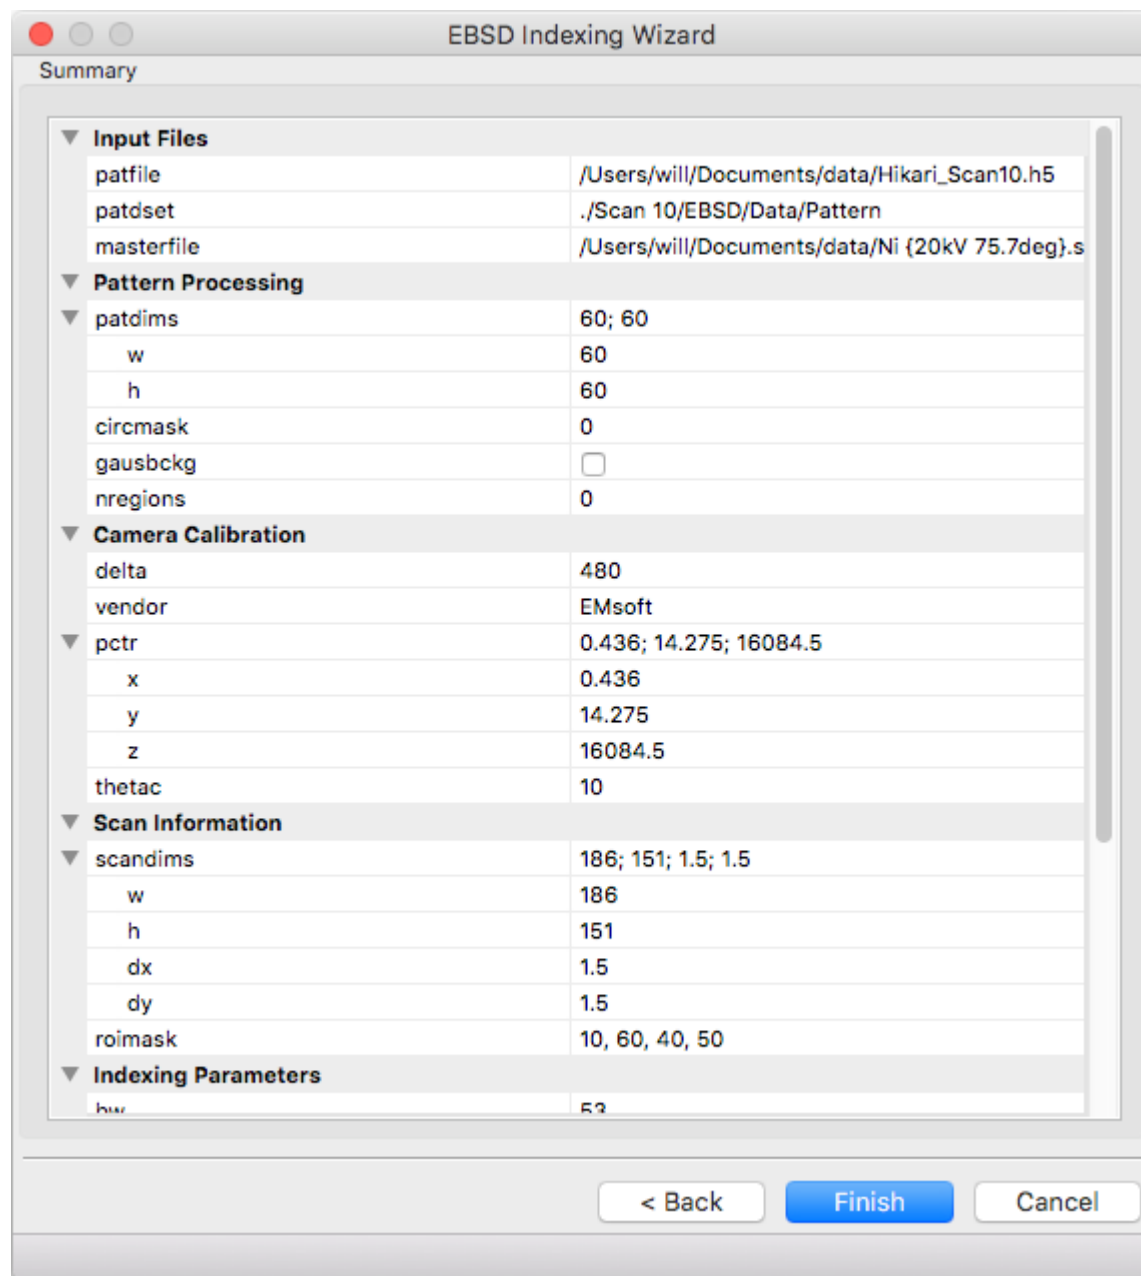 EBSD Indexing Wizard
Summary
Input Files
patfile /Users/will/Documents/data/Hikari_Scan10.h5
patdset ./Scan 10/EBSD/Data/Pattern
masterfile /Users/will/Documents/data/Ni {20kV 75.7deg}.s
Pattern Processing
patdims 60; 60
w 60
h 60
circmask 0
gausbckg
nregions 0
Camera Calibration
delta 480
vendor EMsoft
pctr 0.436; 14.275; 16084.5
x 0.436
y 14.275
z 16084.5
thetac 10
Scan Information
scandims 186; 151; 1.5; 1.5
w 186
h 151
dx 1.5
dy 1.5
roimask 10, 60, 40, 50
Indexing Parameters
bw 53
< Back Finish Cancel